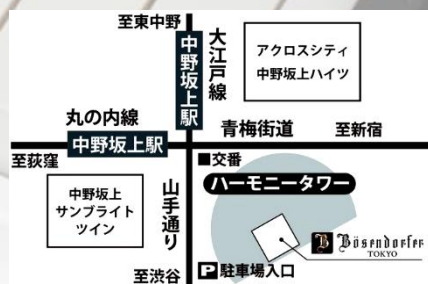 至東中野
中野坂上駅
大江戸線
アクロスシティ
中野坂上ハイツ
丸の内線
中野坂上駅
青梅街道
至新宿
至荻窪
■交番
ハーモニータワー
中野坂上
サンブライト
ツイン
山手通り
B Bösendorfer
TOKYO
至渋谷
P 駐車場入口